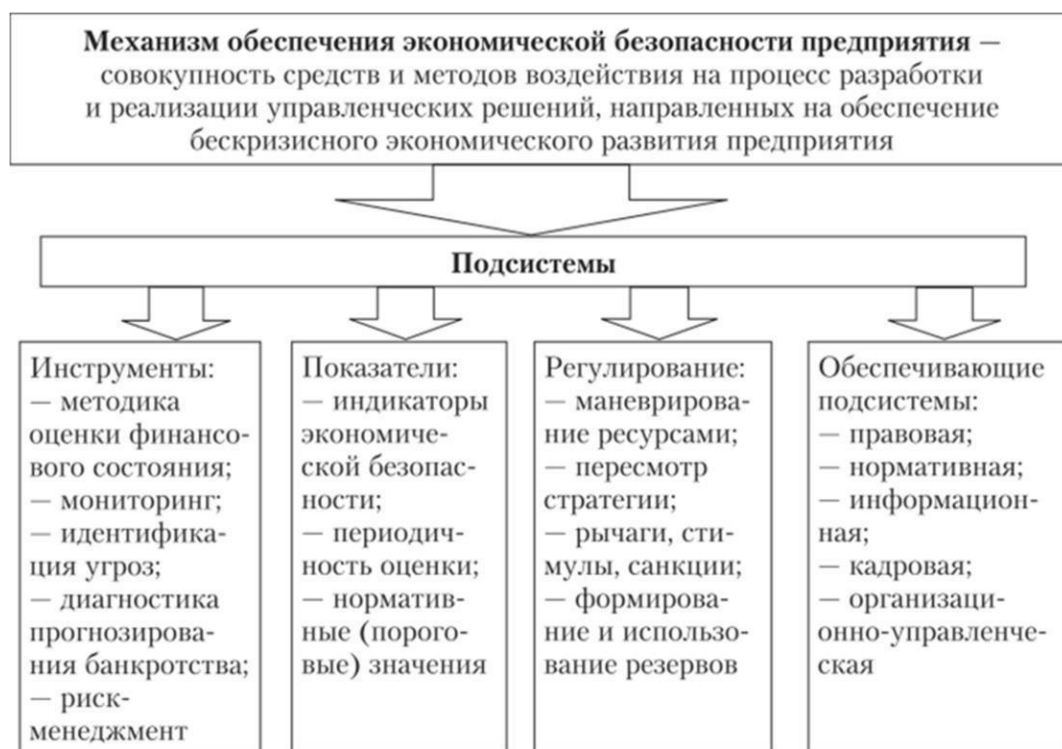 Механизм обеспечения экономической безопасности предприятия —
совокупность средств и методов воздействия на процесс разработки
и реализации управленческих решений, направленных на обеспечение
бескризисного экономического развития предприятия
Подсистемы
Инструменты:
— методика
оценки финансо-
вого состояния;
— мониторинг;
— идентифика-
ция угроз;
— диагностика
прогнозирова-
ния банкротства;
— риск-
менеджмент
Показатели:
— индикаторы
экономиче-
ской безопас-
ности;
— периодич-
ность оценки;
— норматив-
ные (порого-
вые) значения
Регулирование:
— маневрирова-
ние ресурсами;
— пересмотр
стратегии;
— рычаги, сти-
мулы, санкции;
— формирова-
ние и использо-
вание резервов
Обеспечивающие
подсистемы:
— правовая;
— нормативная;
— информацион-
ная;
— кадровая;
— организаци-
онно-управленче-
ская